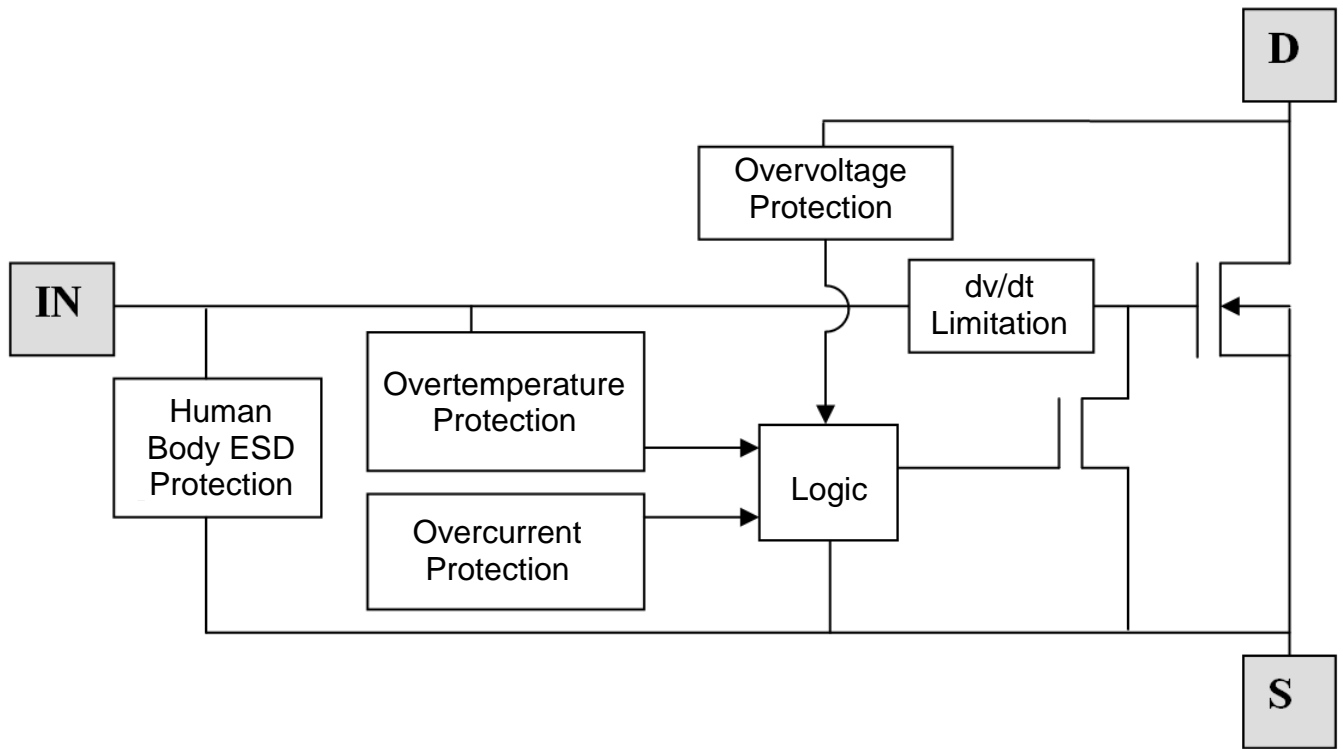 D
Overvoltage
Protection
IN
dv/dt
Limitation
Overtemperature
Protection
Human
Body ESD
Protection
Logic
Overcurrent
Protection
S